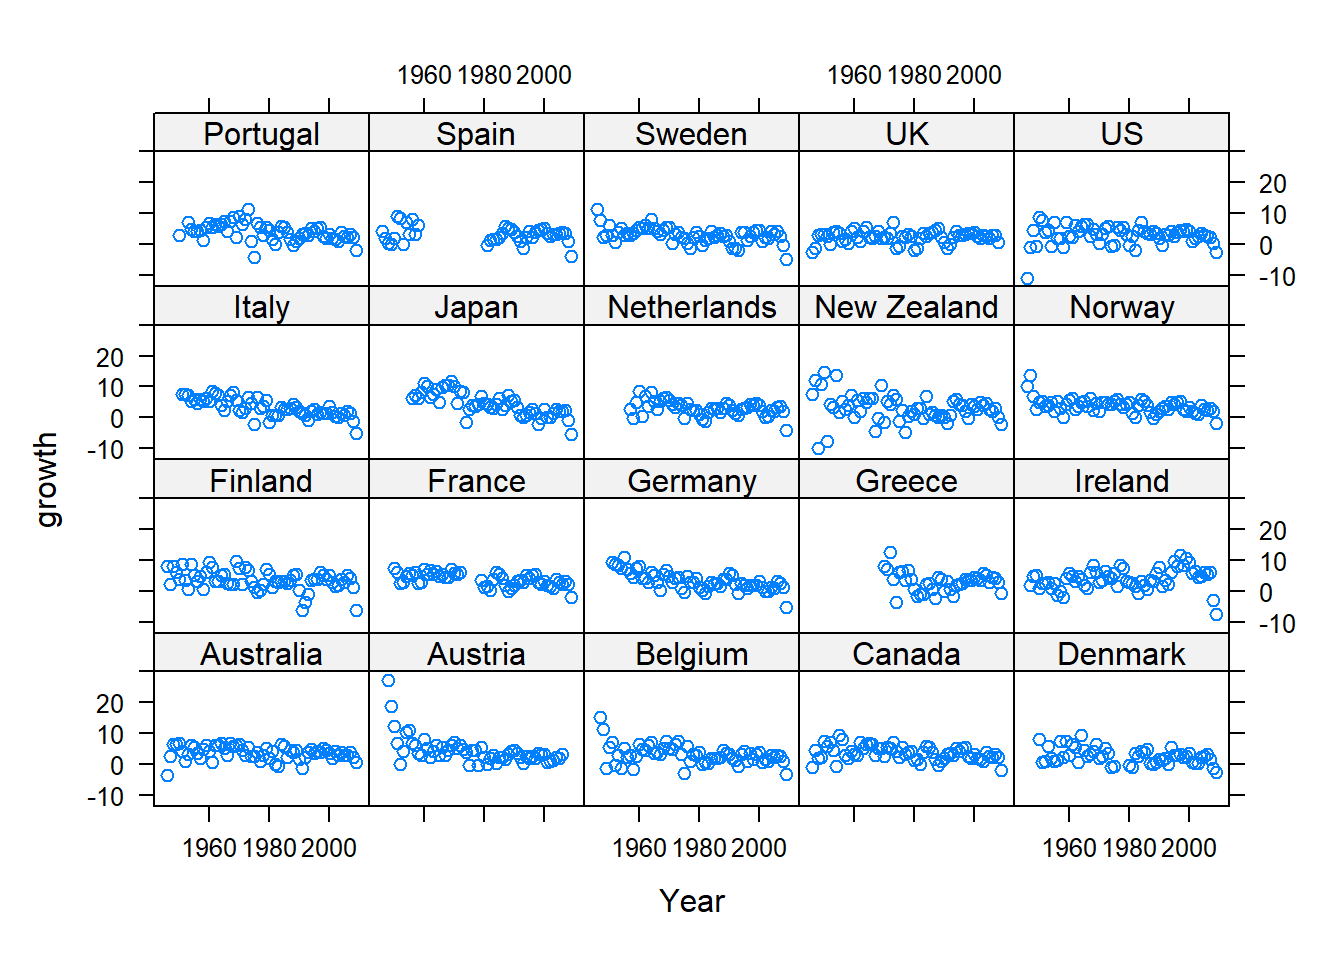 1960 1980 2000 1960 1980 2000
Portugal Spain Sweden UK US
20
10
0
-10
Italy Japan Netherlands New Zealand Norway
20
10
0
-10
Finland France Germany Greece Ireland
20
10
0
-10
Australia Austria Belgium Canada Denmark
20
10
0
-10
1960 1980 2000 1960 1980 2000 1960 1980 2000
growth
Year